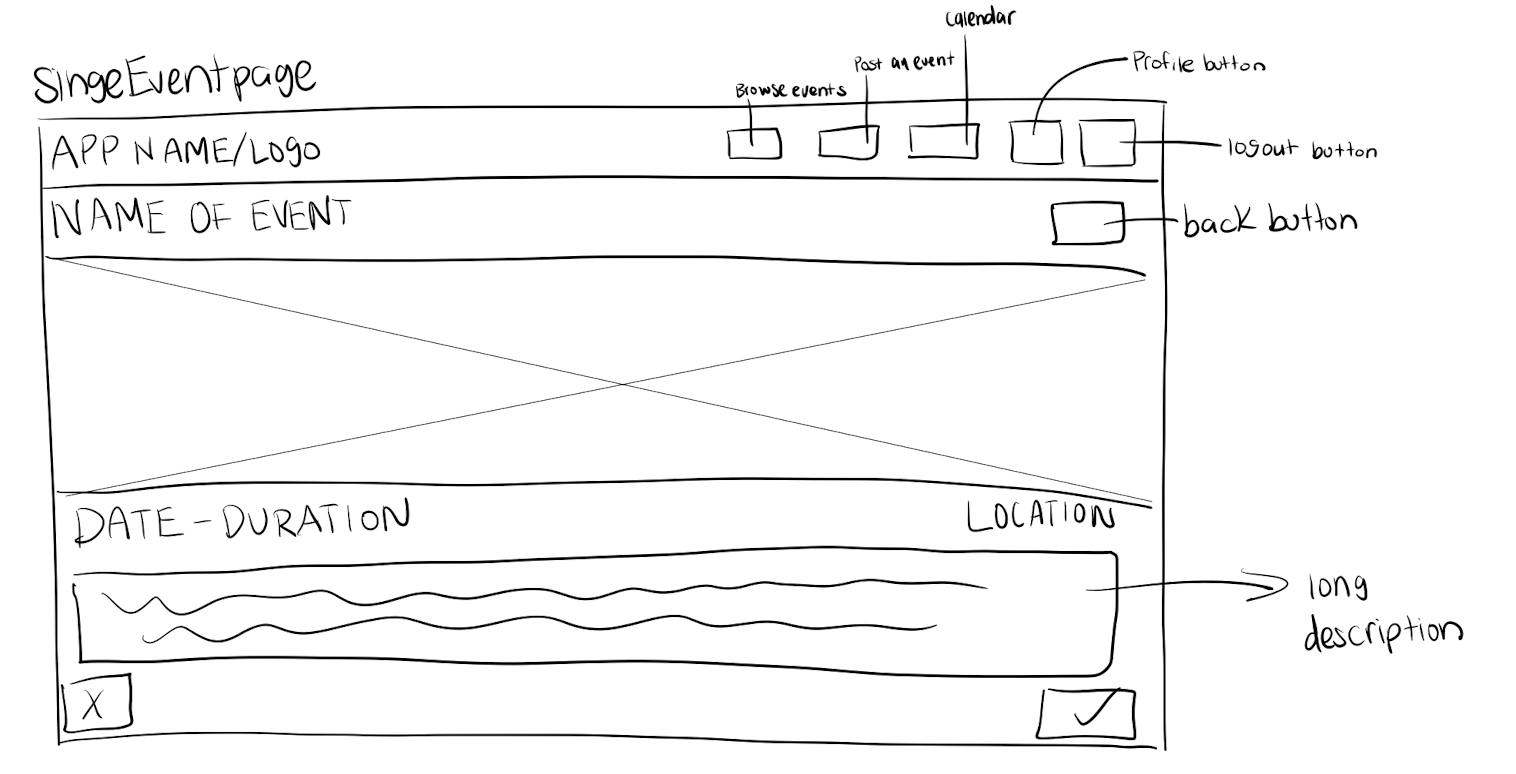 Calendar
Post an event
Profile button
SingeEventpage
Browse events
APP NAME/Logo
logout button
NAME OF EVENT
back button
DATE - DURATION
LOCATION
long
description
X